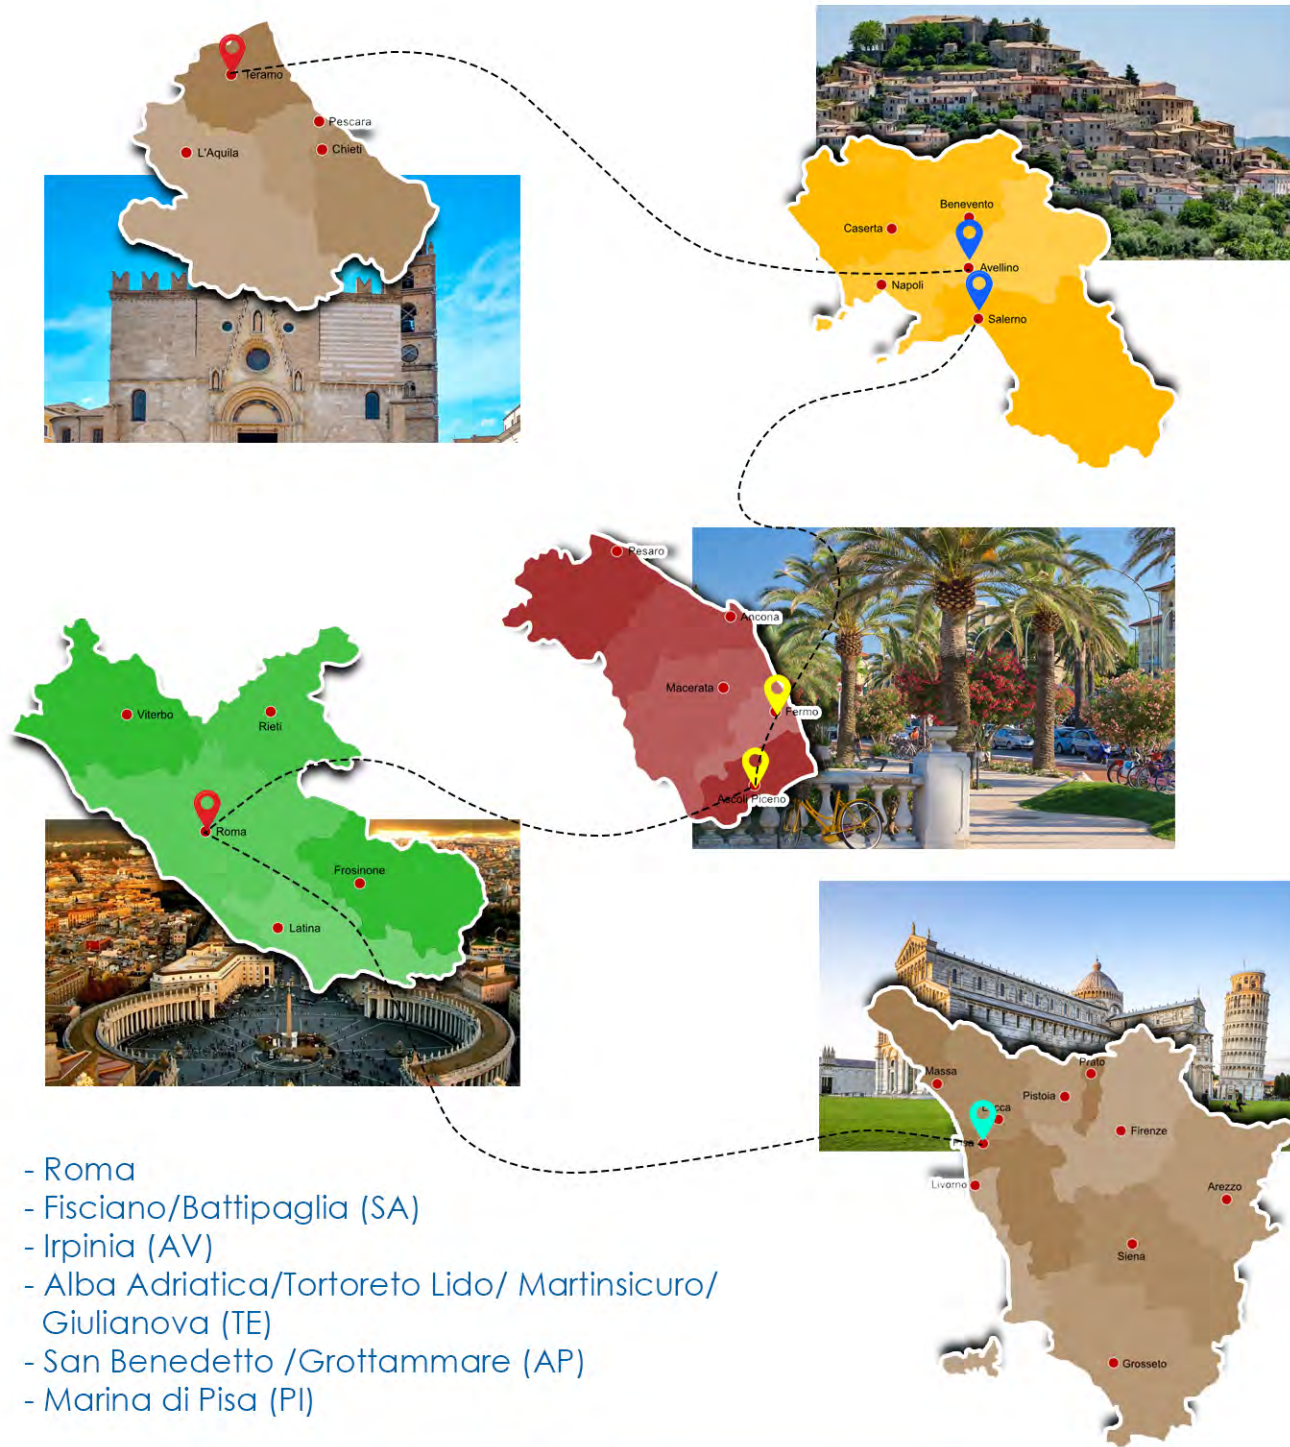 Teramo
Pescara
L'Aquila
Chieti
Benevento
Caserta
Avellino
Napoli
Salerno
Pesaro
Ancona
Macerata
Fermo
Ascoli Piceno
Viterbo
Rieti
Roma
Frosinone
Latina
Prato
Massa
Pistoia
Lucca
Firenze
Pisa
Livorno
Arezzo
Siena
Grosseto
- Roma
- Fisciano/Battipaglia (SA)
- Irpinia (AV)
- Alba Adriatica/Tortoreto Lido/ Martinsicuro/
Giulianova (TE)
- San Benedetto /Grottammare (AP)
- Marina di Pisa (PI)